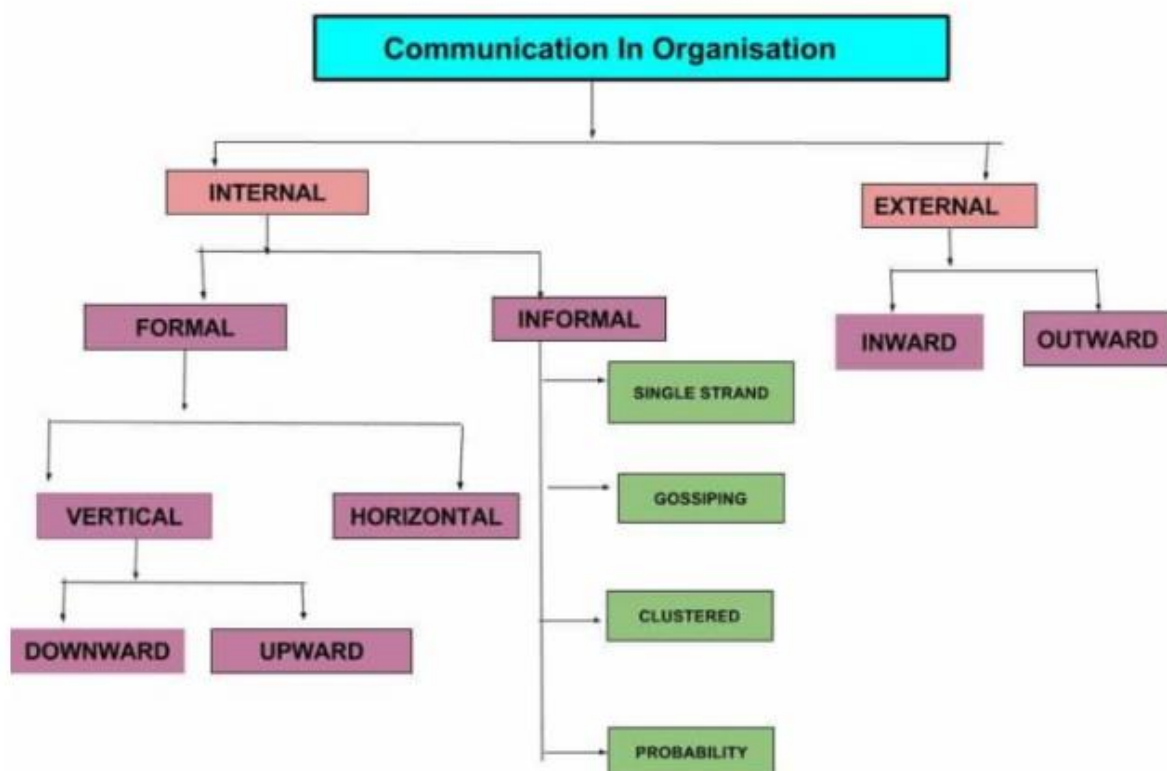 Communication In Organisation
INTERNAL
EXTERNAL
FORMAL
INFORMAL
INWARD
OUTWARD
SINGLE STRAND
GOSSIPING
VERTICAL
HORIZONTAL
CLUSTERED
DOWNWARD
UPWARD
PROBABILITY